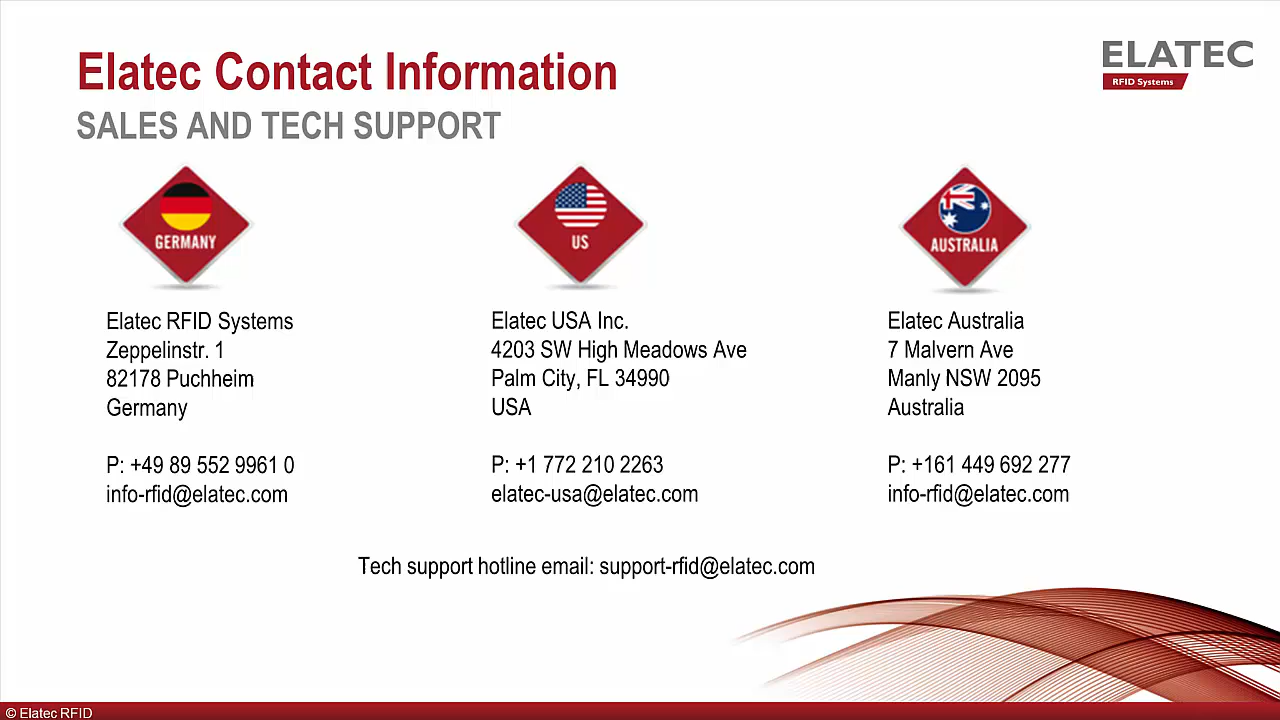 Elatec Contact Information
SALES AND TECH SUPPORT
ELATEC
RFID Systems
GERMANY
Elatec RFID Systems
Zeppelinstr. 1
82178 Puchheim
Germany
P: +49 89 552 9961 0
info-rfid@elatec.com
US
Elatec USA Inc.
4203 SW High Meadows Ave
Palm City, FL 34990
USA
P: +1 772 210 2263
elatec-usa@elatec.com
AUSTRALIA
Elatec Australia
7 Malvern Ave
Manly NSW 2095
Australia
P: +161 449 692 277
info-rfid@elatec.com
Tech support hotline email: support-rfid@elatec.com
© Elatec RFID